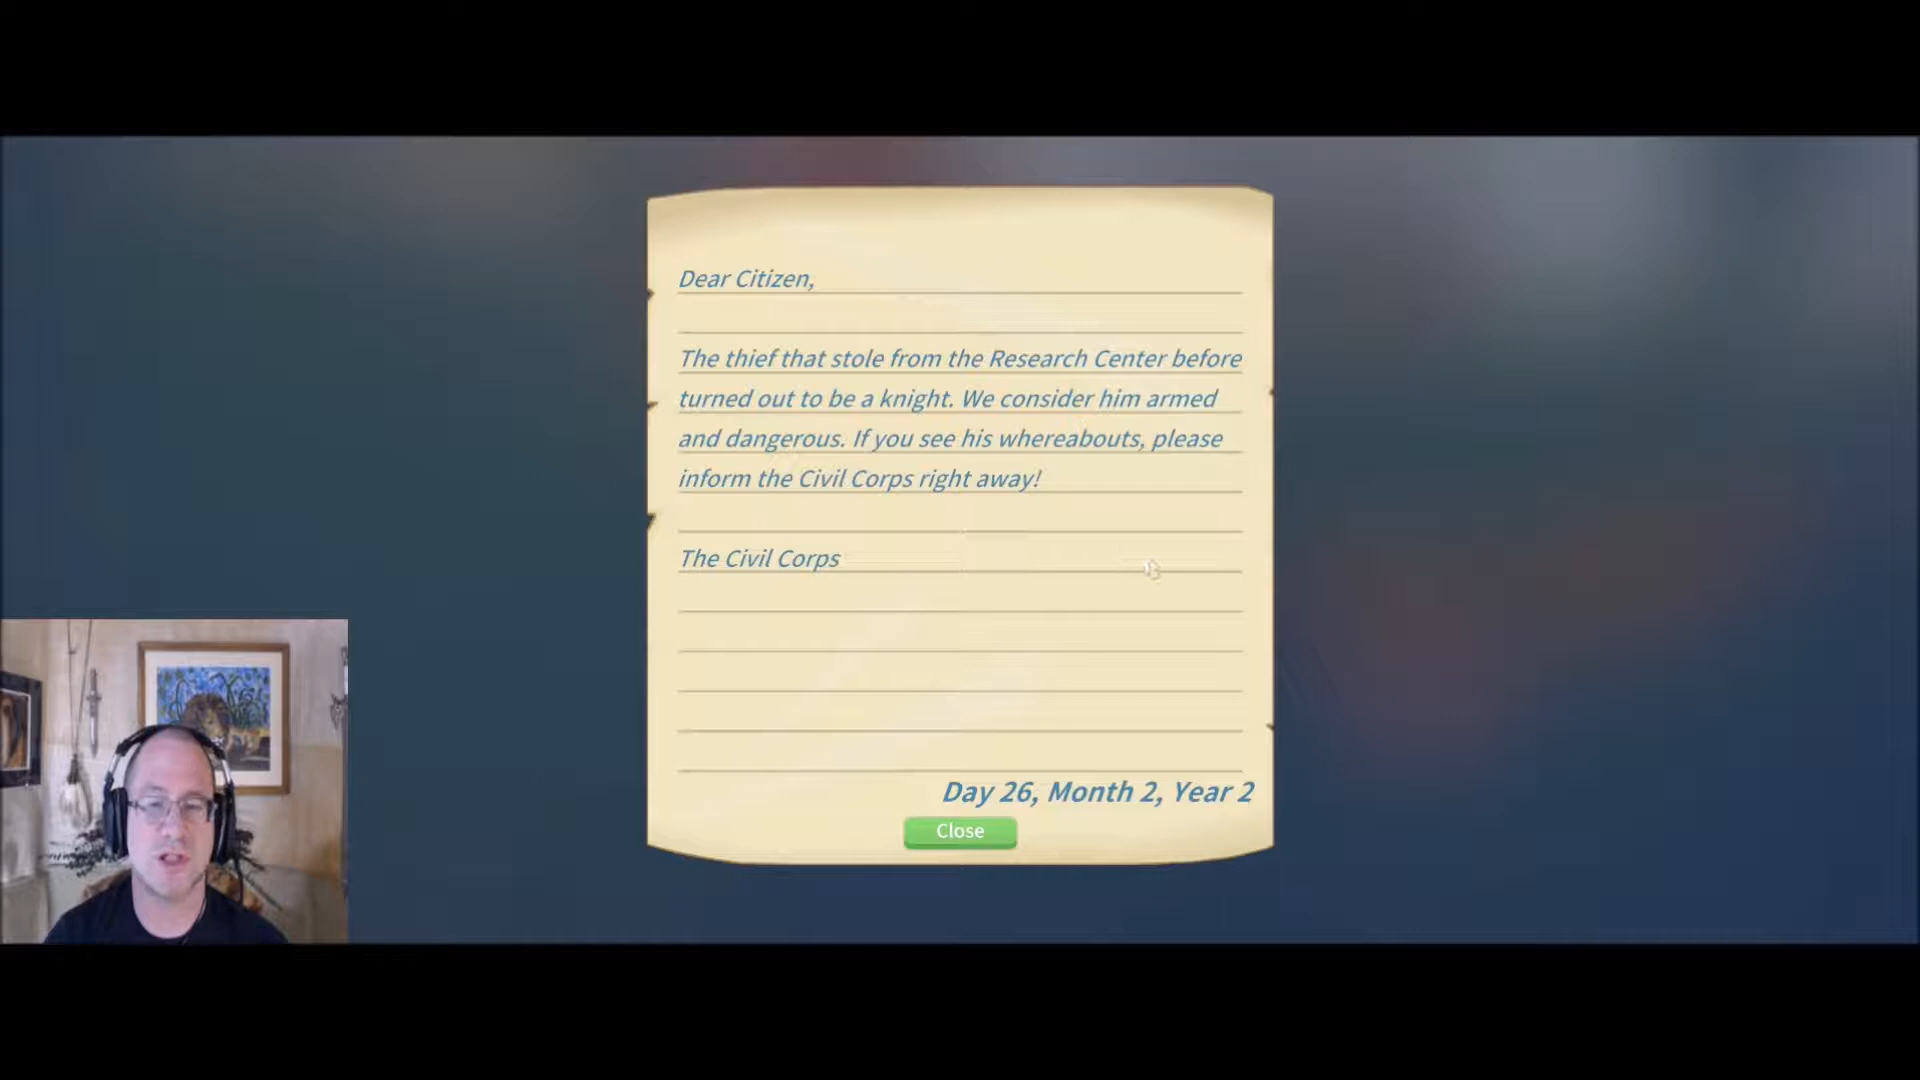 Dear Citizen,
The thief that stole from the Research Center before
turned out to be a knight. We consider him armed
and dangerous. If you see his whereabouts, please
inform the Civil Corps right away!
The Civil Corps
Day 26, Month 2, Year 2
Close